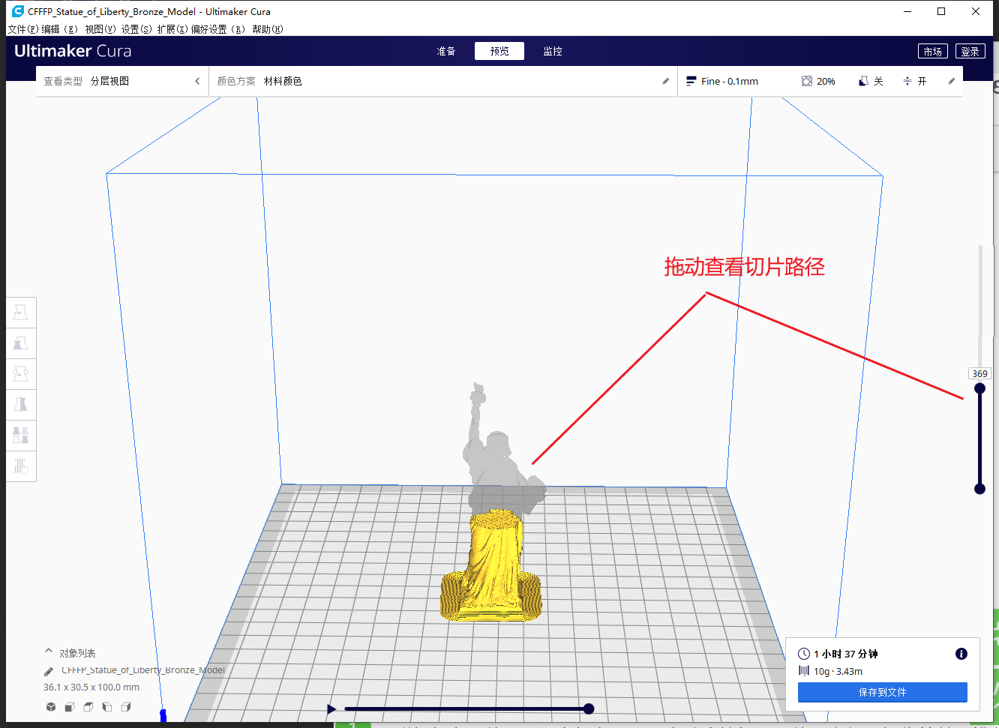 CFFFP_Statue_of_Liberty_Bronze_Model - Ultimaker Cura
文件(F) 编辑 (E) 视图(V) 设置(S) 扩展(X) 偏好设置 (R) 帮助(H)
Ultimaker Cura
准备 预览 监控
市场 登录
查看类型 分层视图
颜色方案 材料颜色
Fine - 0.1mm 20% 关 开
拖动查看切片路径
369
对象列表
CFFFP_Statue_of_Liberty_Bronze_Model
36.1 x 30.5 x 100.0 mm
1 小时 37 分钟
10g · 3.43m
保存到文件